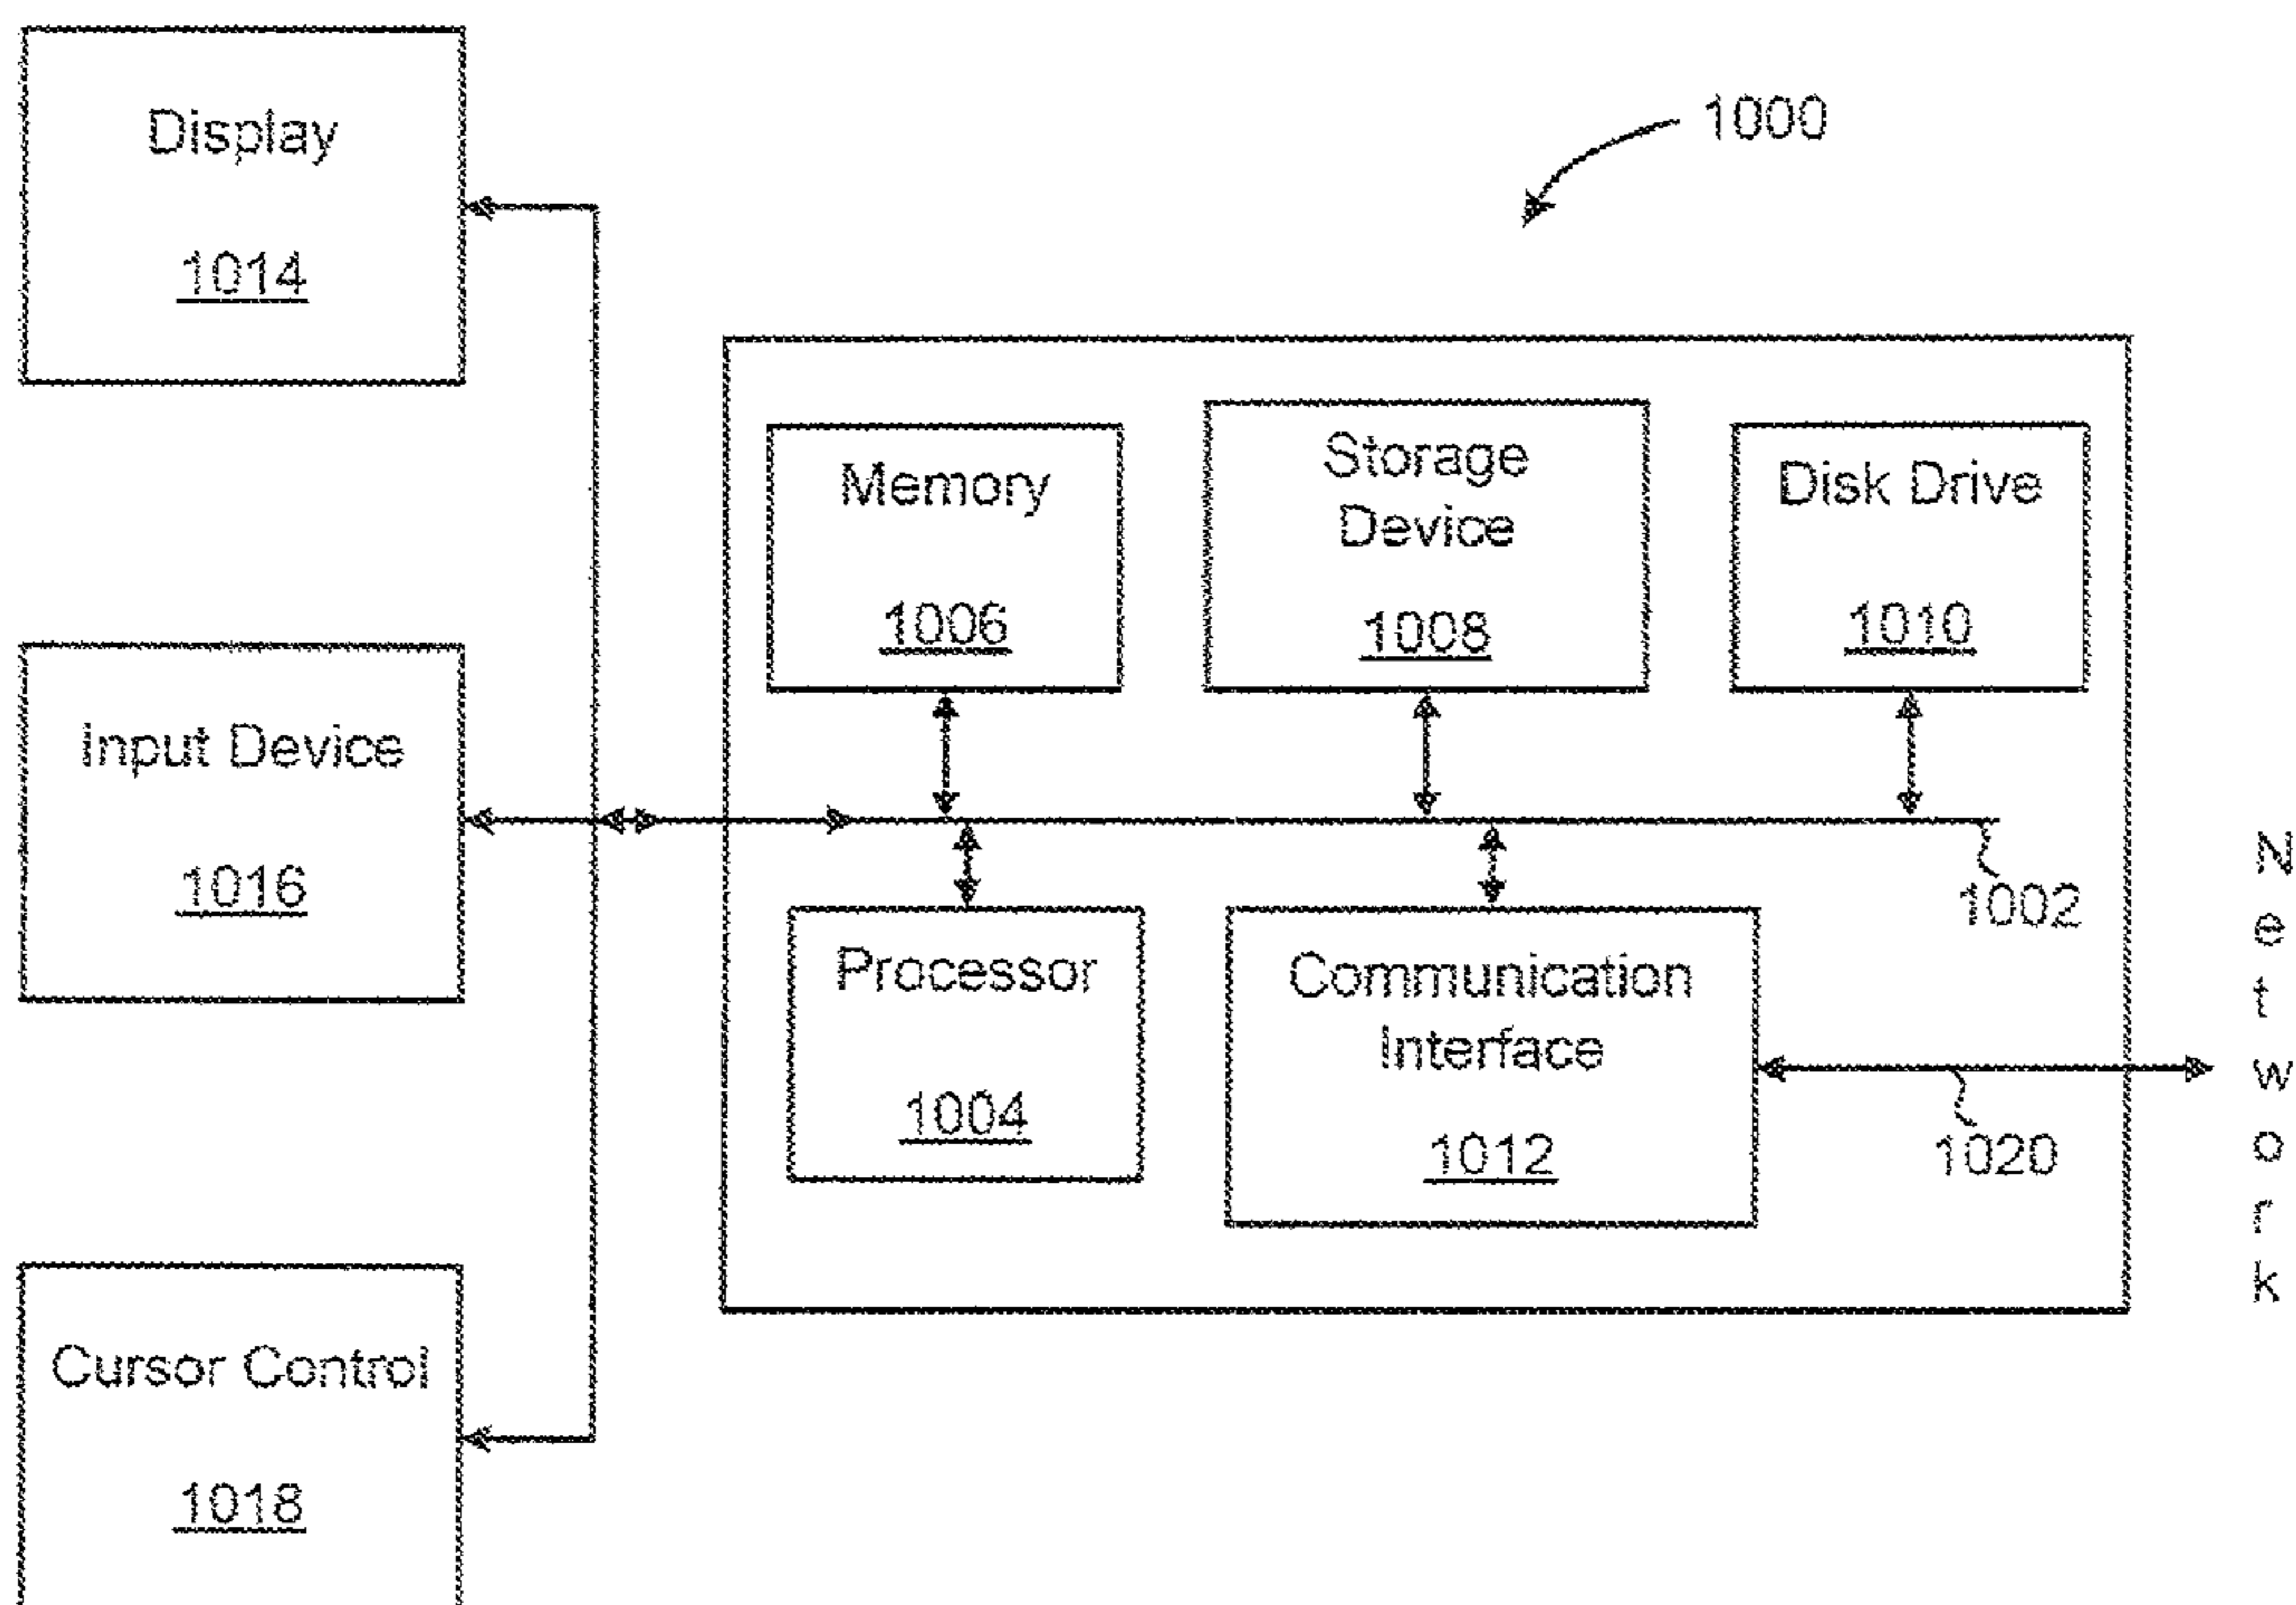 Display
1014
1000
Memory
1006
Storage
Device
1008
Disk Drive
1010
Input Device
1016
1002
Processor
1004
Communication
Interface
1012
1020
Network
Cursor Control
1018